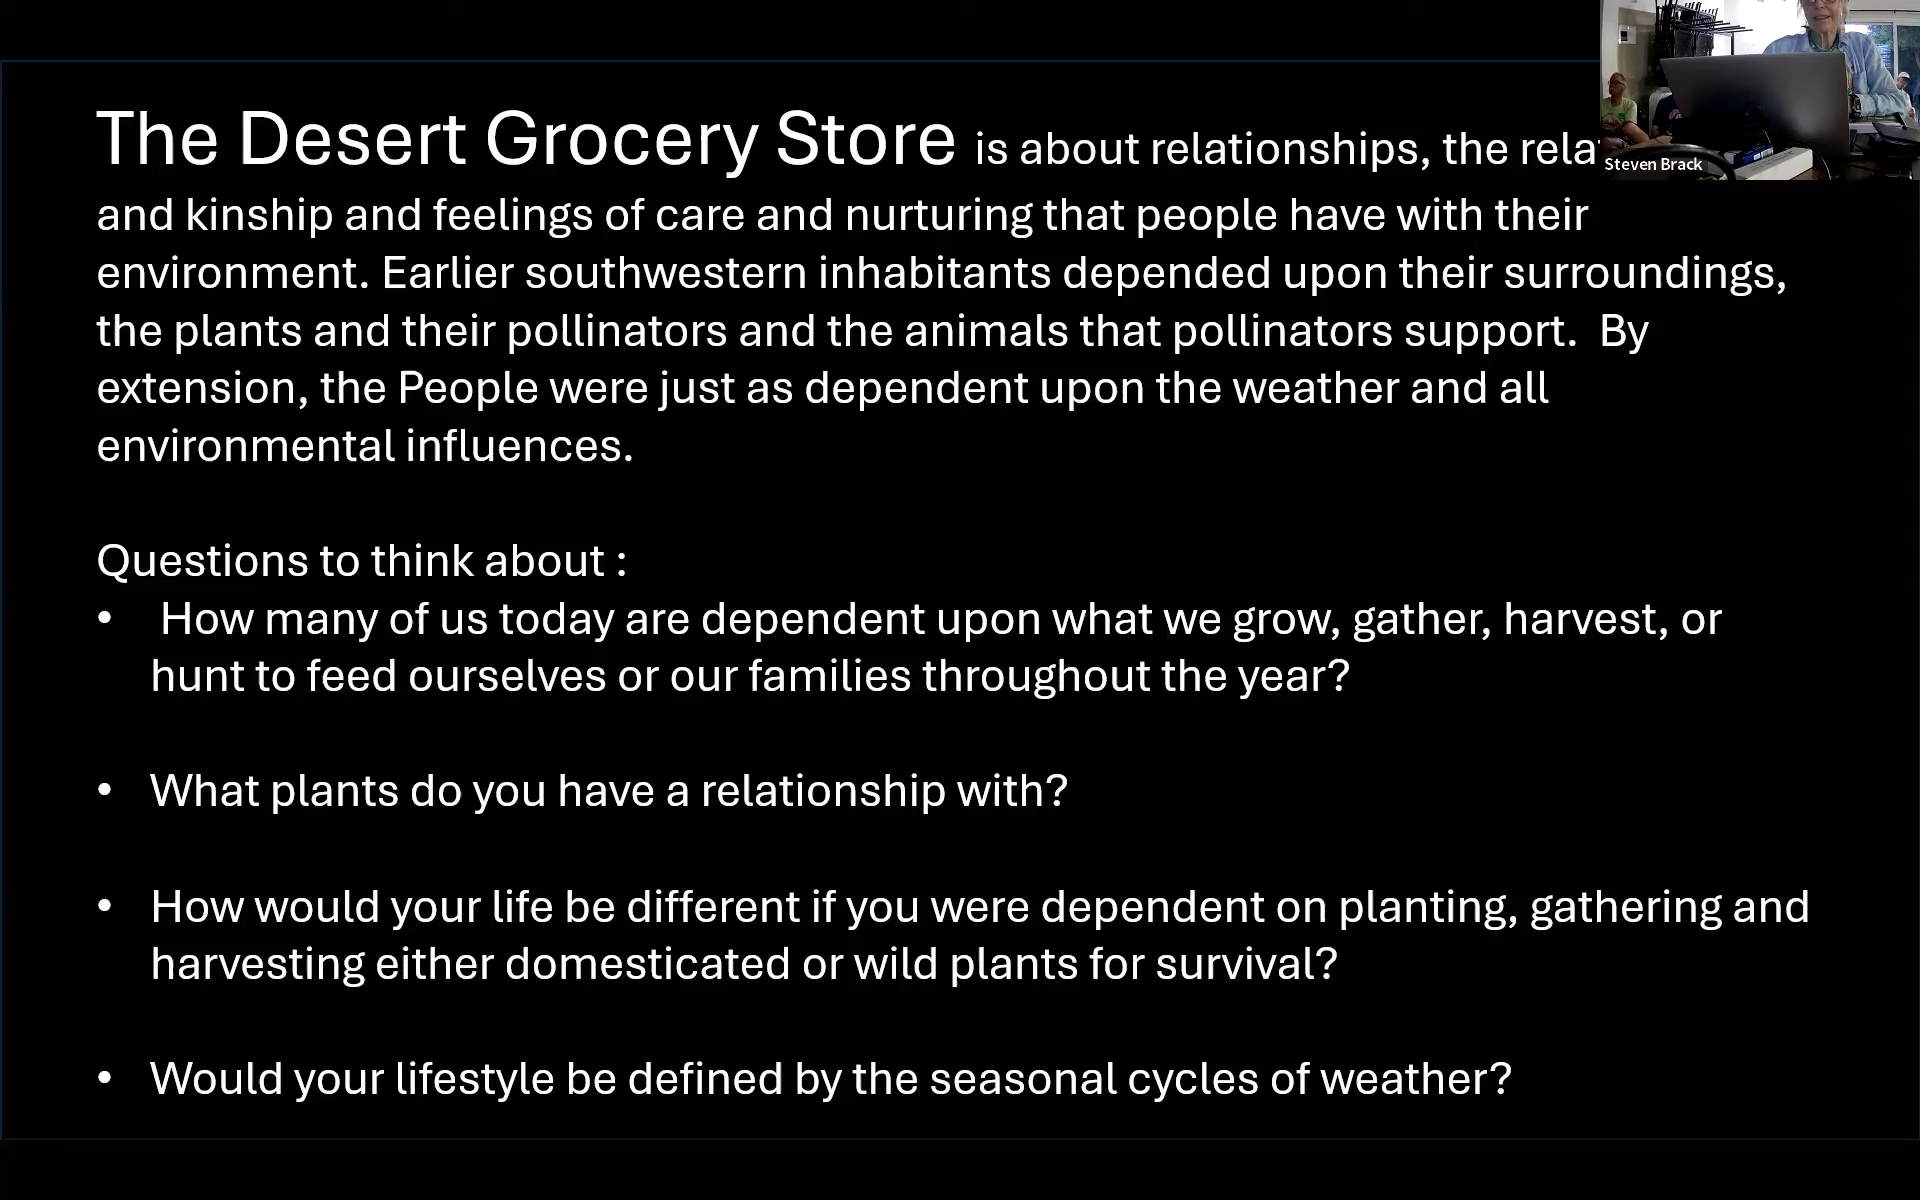 The Desert Grocery Store is about relationships, the
and kinship and feelings of care and nurturing that people have with their
environment. Earlier southwestern inhabitants depended upon their surroundings,
the plants and their pollinators and the animals that pollinators support.  By
extension, the People were just as dependent upon the weather and all
environmental influences.
Questions to think about :
•  How many of us today are dependent upon what we grow, gather, harvest, or
hunt to feed ourselves or our families throughout the year?
• What plants do you have a relationship with?
• How would your life be different if you were dependent on planting, gathering and
harvesting either domesticated or wild plants for survival?
• Would your lifestyle be defined by the seasonal cycles of weather?
Steven Brack